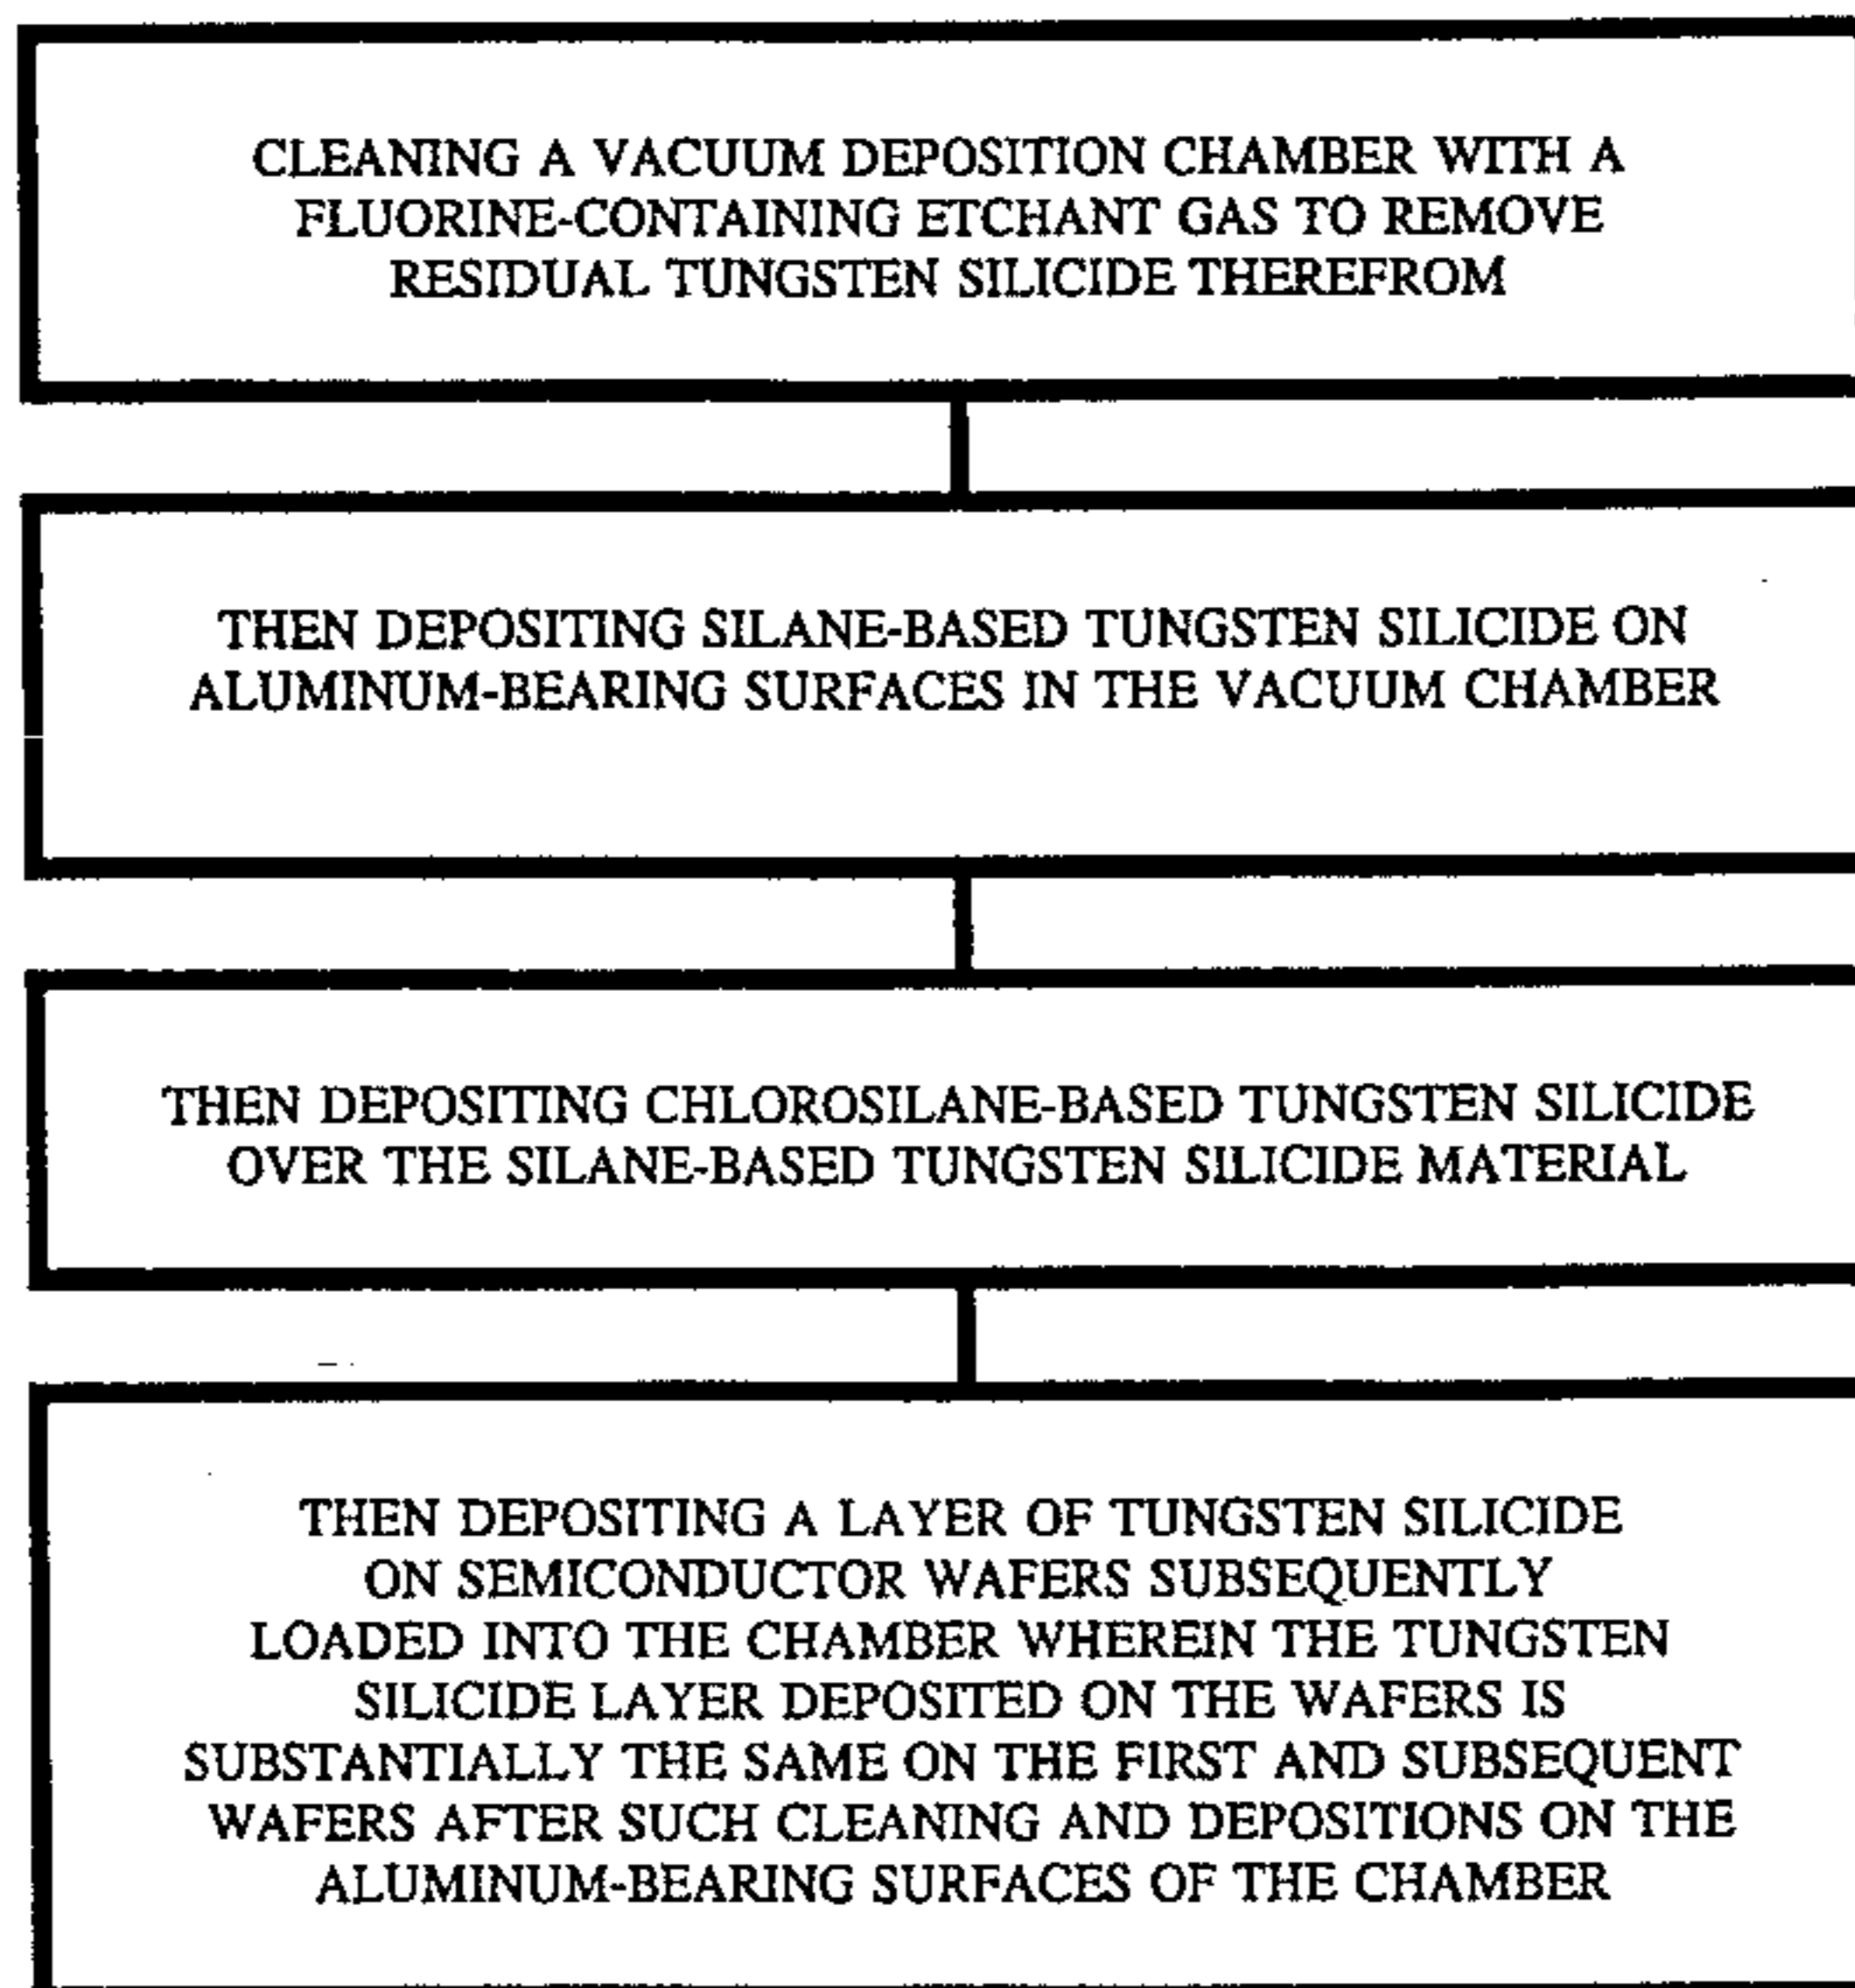 CLEANING A VACUUM DEPOSITION CHAMBER WITH A
FLUORINE-CONTAINING ETCHANT GAS TO REMOVE
RESIDUAL TUNGSTEN SILICIDE THEREFROM
THEN DEPOSITING SILANE-BASED TUNGSTEN SILICIDE ON
ALUMINUM-BEARING SURFACES IN THE VACUUM CHAMBER
THEN DEPOSITING CHLOROSILANE-BASED TUNGSTEN SILICIDE
OVER THE SILANE-BASED TUNGSTEN SILICIDE MATERIAL
THEN DEPOSITING A LAYER OF TUNGSTEN SILICIDE
ON SEMICONDUCTOR WAFERS SUBSEQUENTLY
LOADED INTO THE CHAMBER WHEREIN THE TUNGSTEN
SILICIDE LAYER DEPOSITED ON THE WAFERS IS
SUBSTANTIALLY THE SAME ON THE FIRST AND SUBSEQUENT
WAFERS AFTER SUCH CLEANING AND DEPOSITIONS ON THE
ALUMINUM-BEARING SURFACES OF THE CHAMBER